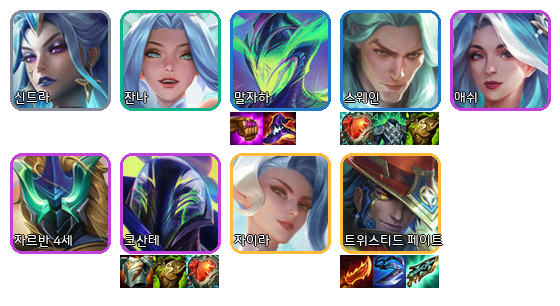 신드라
잔나
말자하
스웨인
애쉬
자르반 4세
크산테
자이라
트위스티드 페이트